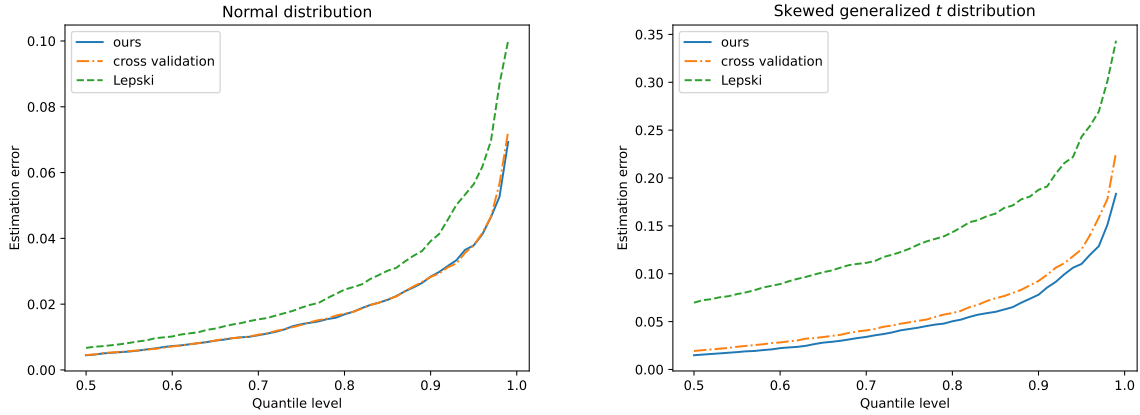 Normal distribution
0.10
0.08
0.06
0.04
0.02
0.00
Estimation error
ours
cross validation
Lepski
0.5 0.6 0.7 0.8 0.9 1.0
Quantile level
Skewed generalized t distribution
0.35
0.30
0.25
0.20
0.15
0.10
0.05
0.00
Estimation error
ours
cross validation
Lepski
0.5 0.6 0.7 0.8 0.9 1.0
Quantile level